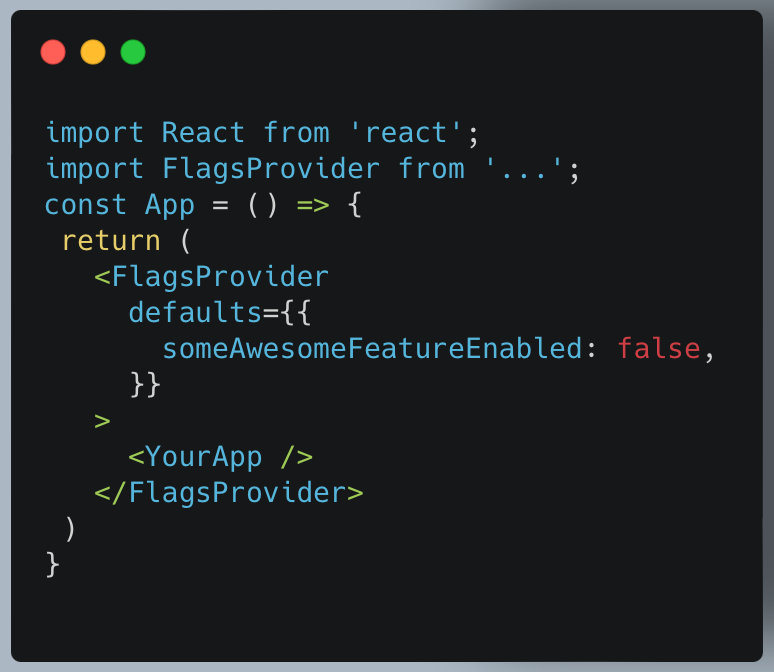 import React from 'react';
import FlagsProvider from '...';
const App = () => {
 return (
   <FlagsProvider
     defaults={{
       someAwesomeFeatureEnabled: false,
     }}
   >
     <YourApp />
   </FlagsProvider>
 )
}